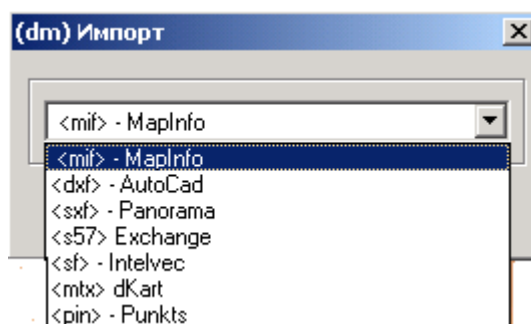 (dm) Импорт
<mif> - MapInfo
<mif> - MapInfo
<dxf> - AutoCad
<sxf> - Panorama
<s57> Exchange
<sf> - Intelvec
<mtx> dKart
<pin> - Punkts